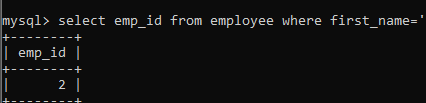 mysql> select emp_id from employee where first_name='
+--------+
| emp_id |
+--------+
|      2 |
+--------+